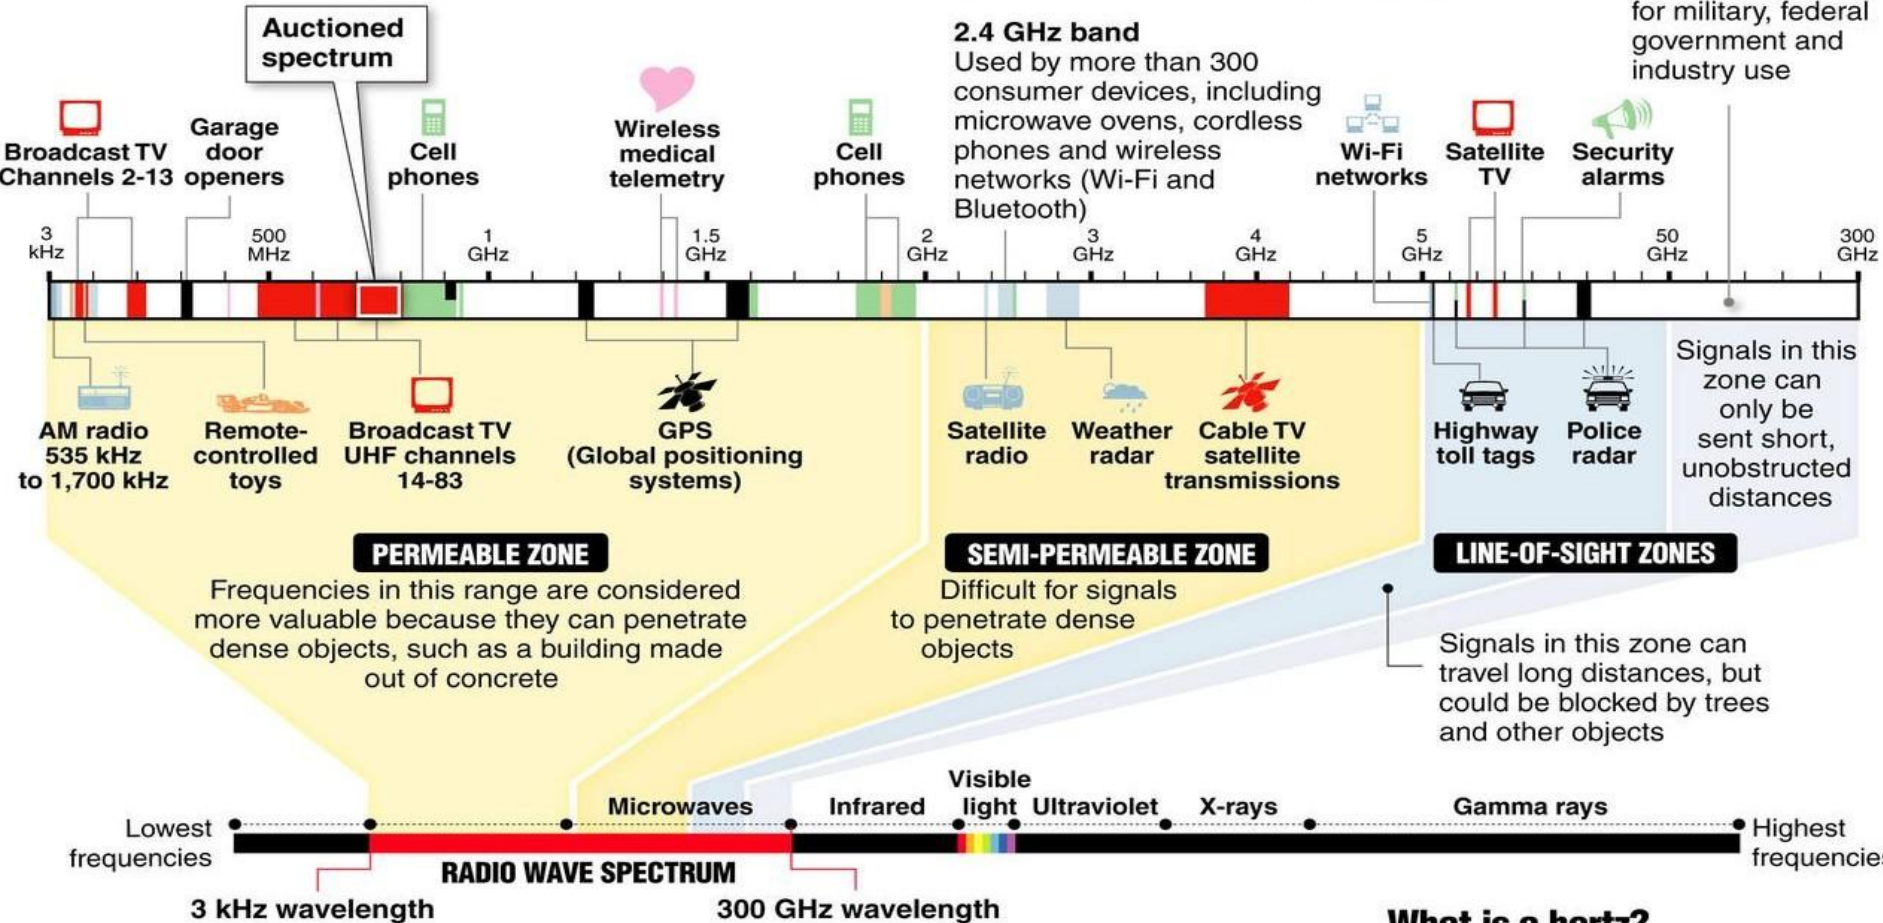 Auctioned
spectrum
for military, federal
government and
industry use
2.4 GHz band
Used by more than 300
consumer devices, including
microwave ovens, cordless
phones and wireless
networks (Wi-Fi and
Bluetooth)
Broadcast TV
Channels 2-13
Garage
door
openers
Cell
phones
Wireless
medical
telemetry
Cell
phones
Wi-Fi
networks
Satellite
TV
Security
alarms
3
kHz
500
MHz
1
GHz
1.5
GHz
2
GHz
3
GHz
4
GHz
5
GHz
50
GHz
300
GHz
AM radio
535 kHz
to 1,700 kHz
Remote-
controlled
toys
Broadcast TV
UHF channels
14-83
GPS
(Global positioning
systems)
Satellite
radio
Weather
radar
Cable TV
satellite
transmissions
Highway
toll tags
Police
radar
Signals in this
zone can
only be
sent short,
unobstructed
distances
PERMEABLE ZONE
Frequencies in this range are considered
more valuable because they can penetrate
dense objects, such as a building made
out of concrete
SEMI-PERMEABLE ZONE
Difficult for signals
to penetrate dense
objects
LINE-OF-SIGHT ZONES
Signals in this zone can
travel long distances, but
could be blocked by trees
and other objects
Lowest
frequencies
Microwaves
Infrared
Visible
light
Ultraviolet
X-rays
Gamma rays
Highest
frequencies
RADIO WAVE SPECTRUM
3 kHz wavelength
300 GHz wavelength
What is a hertz?